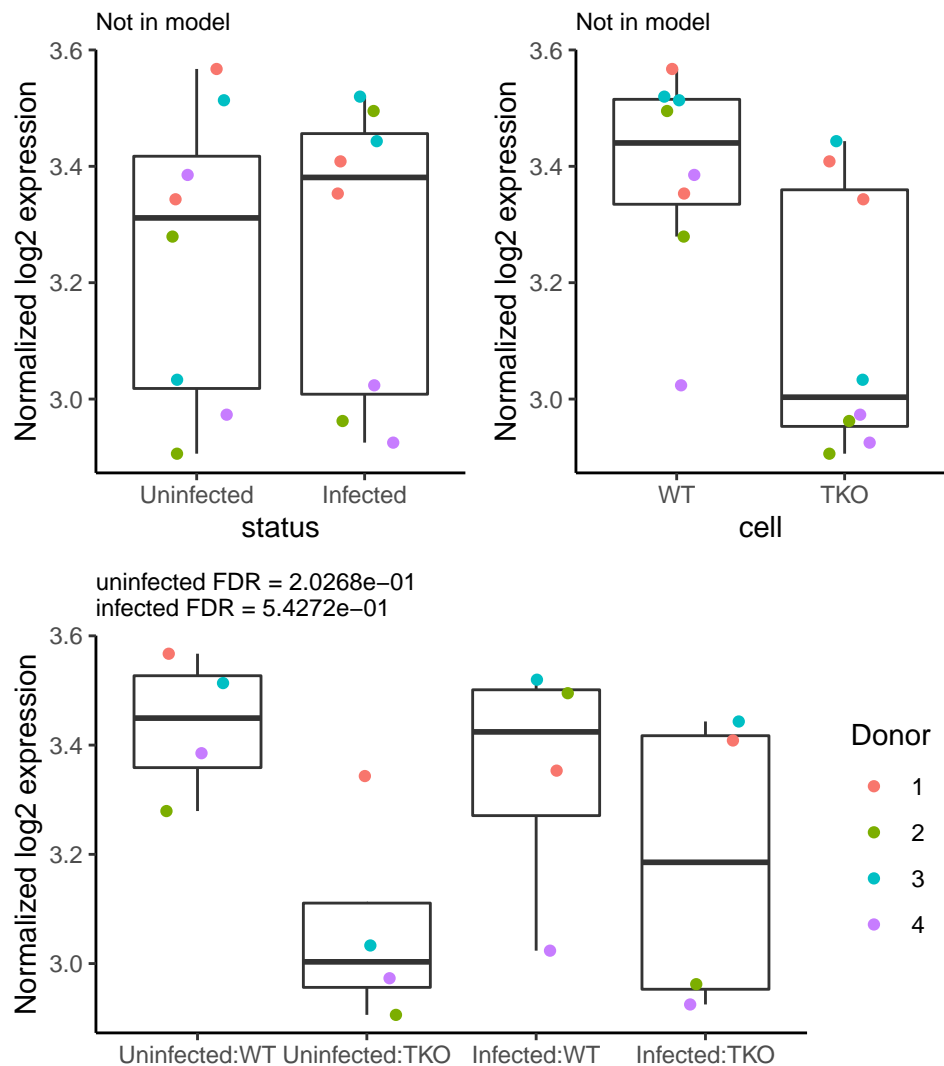 Not in model
Normalized log2 expression
3.6
3.4
3.2
3.0
Uninfected Infected
status
Not in model
Normalized log2 expression
3.6
3.4
3.2
3.0
WT TKO
cell
uninfected FDR = 2.0268e−01
infected FDR = 5.4272e−01
Normalized log2 expression
3.6
3.4
3.2
3.0
Uninfected:WT Uninfected:TKO Infected:WT Infected:TKO
Donor
1
2
3
4